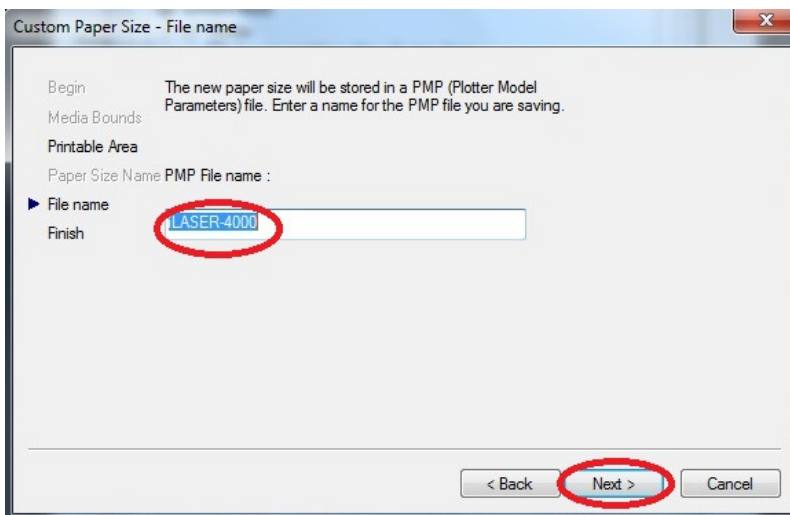 Custom Paper Size - File name
Begin
The new paper size will be stored in a PMP (Plotter Model
Parameters) file. Enter a name for the PMP file you are saving.
Media Bounds
Printable Area
Paper Size Name
PMP File name :
File name
LASER-4000
Finish
< Back
Next >
Cancel